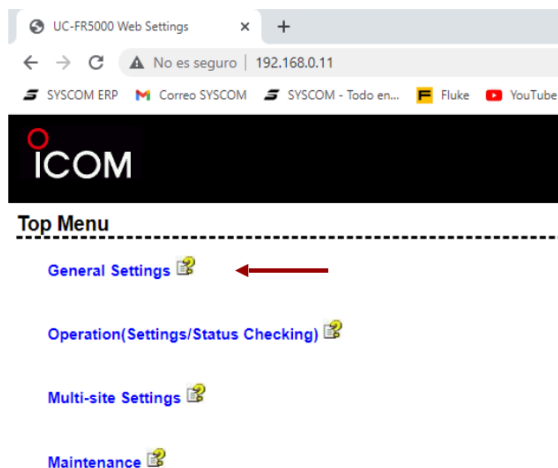 UC-FR5000 Web Settings
No es seguro | 192.168.0.11
SYSCOM ERP Correo SYSCOM SYSCOM - Todo en... Fluke YouTube
ICOM
Top Menu
General Settings
Operation(Settings/Status Checking)
Multi-site Settings
Maintenance